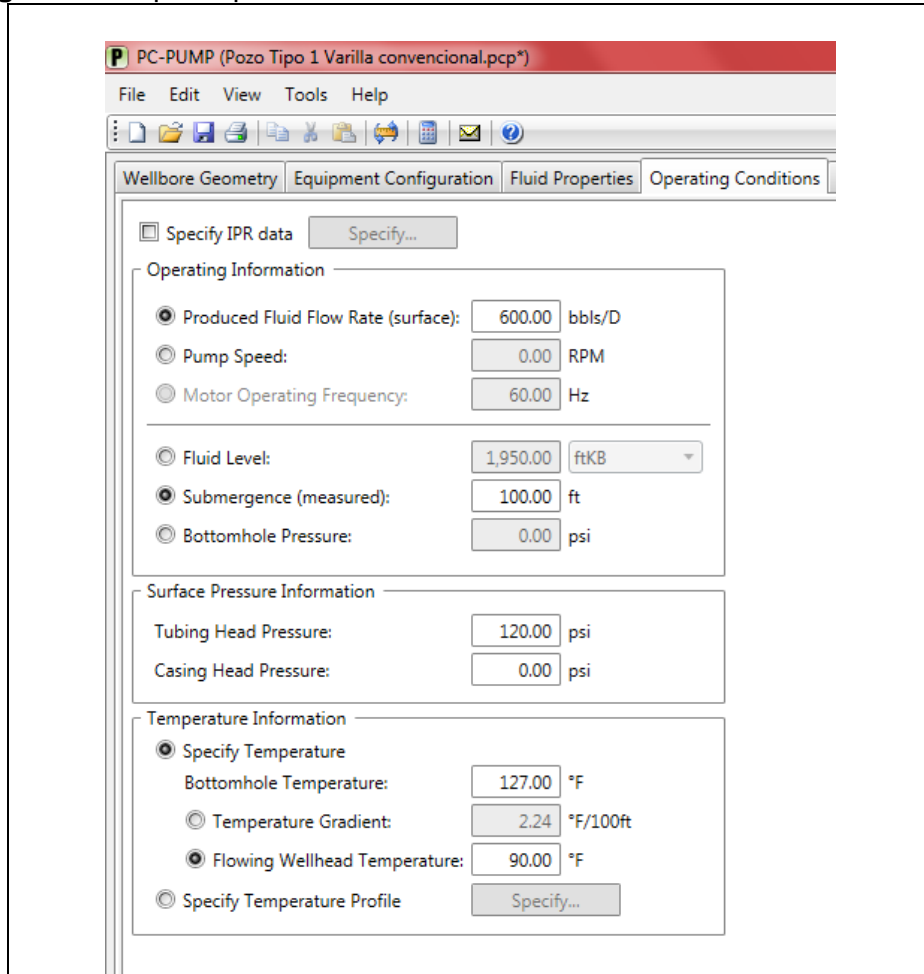 PC-PUMP (Pozo Tipo 1 Varilla convencional.pcp*)
File Edit View Tools Help
Wellbore Geometry Equipment Configuration Fluid Properties Operating Conditions
Specify IPR data Specify...
Operating Information
Produced Fluid Flow Rate (surface): 600.00 bbls/D
Pump Speed: 0.00 RPM
Motor Operating Frequency: 60.00 Hz
Fluid Level: 1,950.00 ftKB
Submergence (measured): 100.00 ft
Bottomhole Pressure: 0.00 psi
Surface Pressure Information
Tubing Head Pressure: 120.00 psi
Casing Head Pressure: 0.00 psi
Temperature Information
Specify Temperature
Bottomhole Temperature: 127.00 °F
Temperature Gradient: 2.24 °F/100ft
Flowing Wellhead Temperature: 90.00 °F
Specify Temperature Profile Specify...